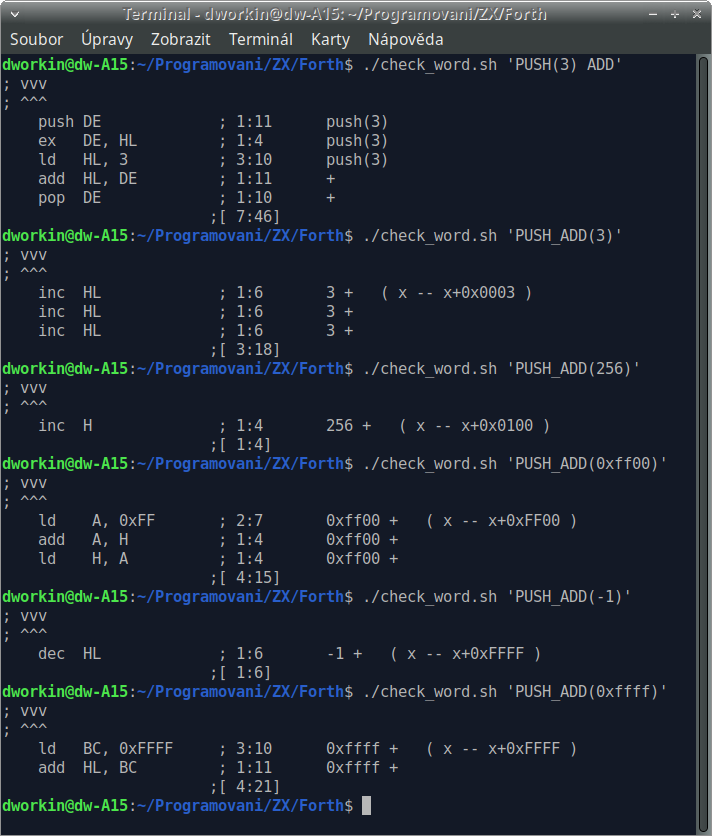 Terminal - dworkin@dw-A15: ~/Programovani/ZX/Forth
Soubor Úpravy Zobrazit Terminál Karty Nápověda
dworkin@dw-A15:~/Programovani/ZX/Forth$ ./check_word.sh 'PUSH(3) ADD'
; vvv
; ^^^
    push DE             ; 1:11      push(3)
    ex   DE, HL         ; 1:4       push(3)
    ld   HL, 3          ; 3:10      push(3)
    add  HL, DE         ; 1:11      +
    pop  DE             ; 1:10      +
                       ;[ 7:46]
dworkin@dw-A15:~/Programovani/ZX/Forth$ ./check_word.sh 'PUSH_ADD(3)'
; vvv
; ^^^
    inc  HL             ; 1:6       3 +   ( x -- x+0x0003 )
    inc  HL             ; 1:6       3 +
    inc  HL             ; 1:6       3 +
                       ;[ 3:18]
dworkin@dw-A15:~/Programovani/ZX/Forth$ ./check_word.sh 'PUSH_ADD(256)'
; vvv
; ^^^
    inc  H              ; 1:4       256 +   ( x -- x+0x0100 )
                       ;[ 1:4]
dworkin@dw-A15:~/Programovani/ZX/Forth$ ./check_word.sh 'PUSH_ADD(0xff00)'
; vvv
; ^^^
    ld    A, 0xFF       ; 2:7       0xff00 +   ( x -- x+0xFF00 )
    add   A, H          ; 1:4       0xff00 +
    ld    H, A          ; 1:4       0xff00 +
                       ;[ 4:15]
dworkin@dw-A15:~/Programovani/ZX/Forth$ ./check_word.sh 'PUSH_ADD(-1)'
; vvv
; ^^^
    dec  HL             ; 1:6       -1 +   ( x -- x+0xFFFF )
                       ;[ 1:6]
dworkin@dw-A15:~/Programovani/ZX/Forth$ ./check_word.sh 'PUSH_ADD(0xffff)'
; vvv
; ^^^
    ld   BC, 0xFFFF     ; 3:10      0xffff +   ( x -- x+0xFFFF )
    add  HL, BC         ; 1:11      0xffff +
                       ;[ 4:21]
dworkin@dw-A15:~/Programovani/ZX/Forth$